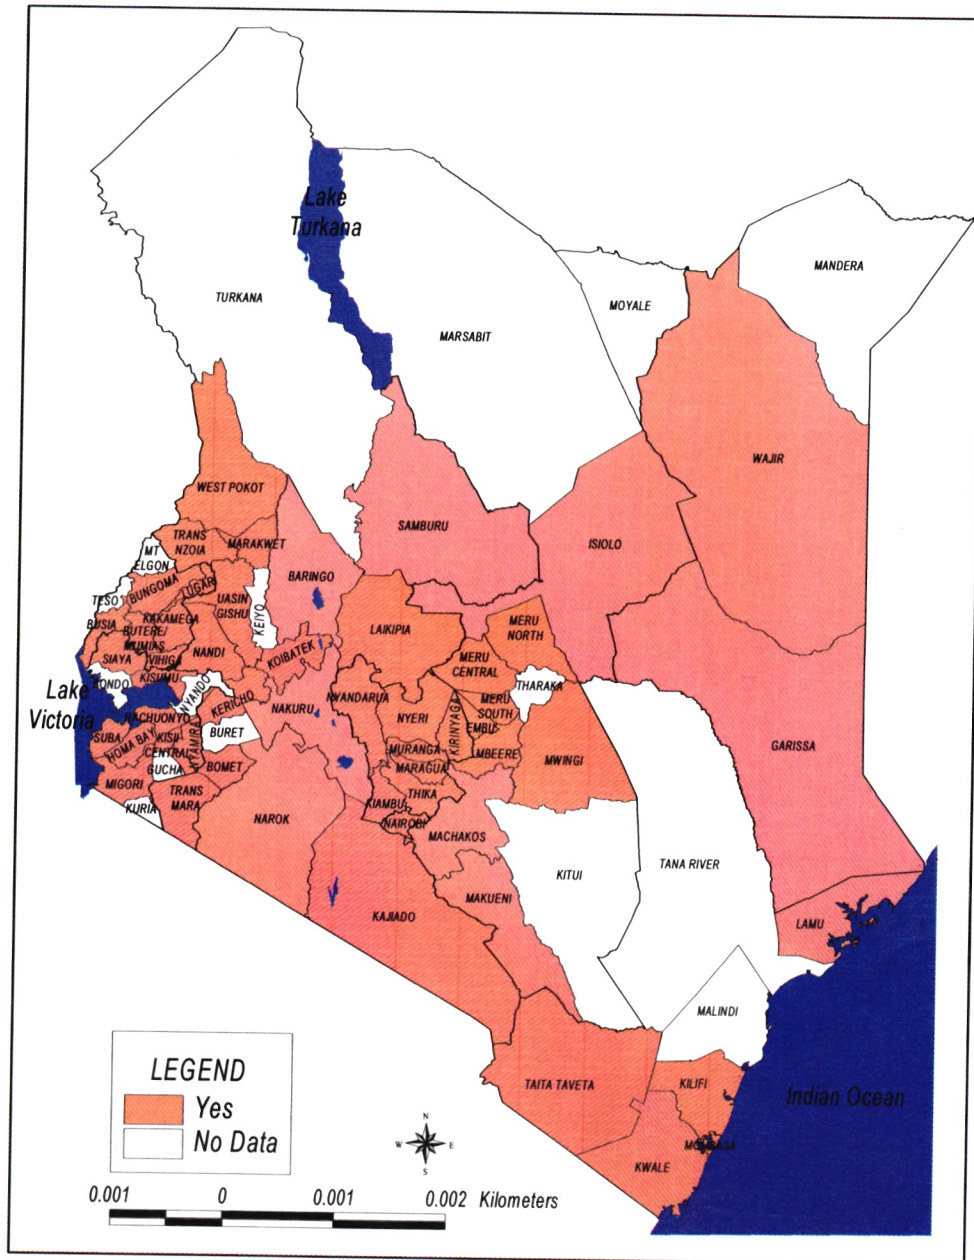 Lake
Turkana
MANDERA
TURKANA
MOYALE
MARSABIT
WAJIR
WEST POKOT
SAMBURU
ISIOLO
TRANS
NZOIA
MARAKWET
MT
ELGON
BARINGO
BUNGOMA
LUGARI
TESO
UASIN
GISHU
KEIYO
BUSIA
KAKAMEGA
BUTERE/
MUMIAS
LAIKIPIA
MERU
NORTH
NANDI
SIAYA
VIHIGA
KOIBATEK
MERU
CENTRAL
KISUMU
BONDO
THARAKA
Lake
Victoria
NYANDO
KERICHO
NAKURU
NYANDARUA
NYERI
KIRINYAGA
MERU
SOUTH
EMBU
RACHUONYO
SUBA
HOMA BAY
KISII
CENTRAL
NYAMIRA
BURET
MURANGA
MBEERE
MWINGI
GARISSA
GUCHA
BOMET
MARAGUA
MIGORI
TRANS
MARA
THIKA
KURIA
NAROK
KIAMBU
NAIROBI
MACHAKOS
KITUI
TANA RIVER
MAKUENI
KAJIADO
LAMU
MALINDI
TAITA TAVETA
KILIFI
Indian Ocean
MOMBASA
KWALE
LEGEND
Yes
No Data
N
W
E
S
0.001 0 0.001 0.002 Kilometers